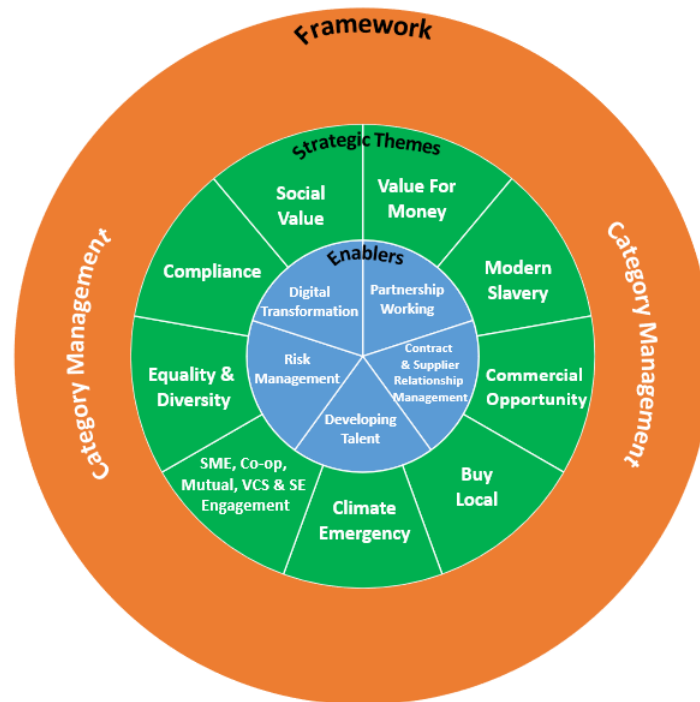 Framework
Strategic Themes
Social
Value
Value For
Money
Compliance
Enablers
Modern
Slavery
Digital
Transformation
Partnership
Working
Category Management
Category Management
Equality &
Diversity
Risk
Management
Contract
& Supplier
Relationship
Management
Commercial
Opportunity
Developing
Talent
SME, Co-op,
Mutual, VCS & SE
Engagement
Climate
Emergency
Buy
Local